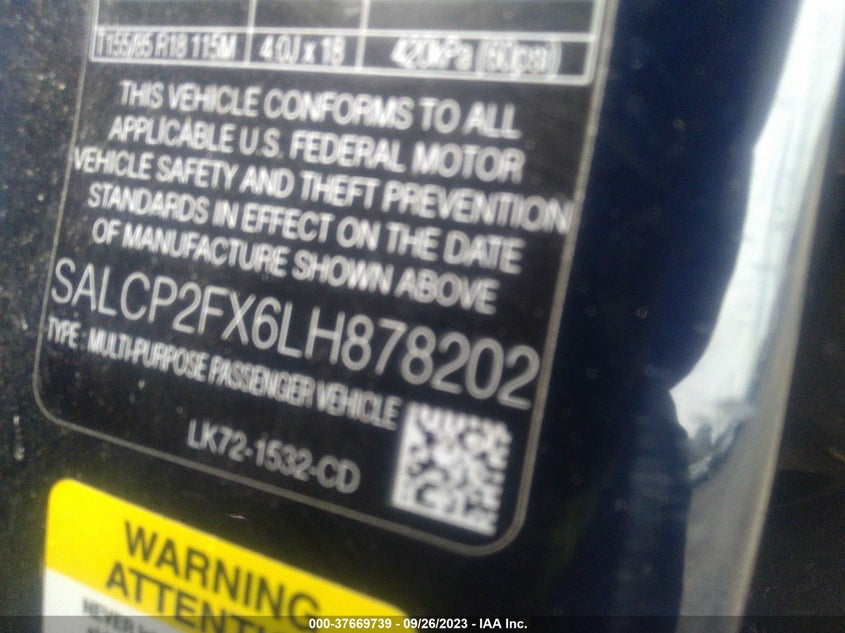 T155/85 R18 115M 4.0J x 18 420kPa (60psi)
THIS VEHICLE CONFORMS TO ALL
APPLICABLE U.S. FEDERAL MOTOR
VEHICLE SAFETY AND THEFT PREVENTION
STANDARDS IN EFFECT ON THE DATE
OF MANUFACTURE SHOWN ABOVE
SALCP2FX6LH878202
TYPE : MULTI-PURPOSE PASSENGER VEHICLE
LK72-1532-CD
WARNING
ATTENTI
NEVER
000-37669739 - 09/26/2023 - IAA Inc.